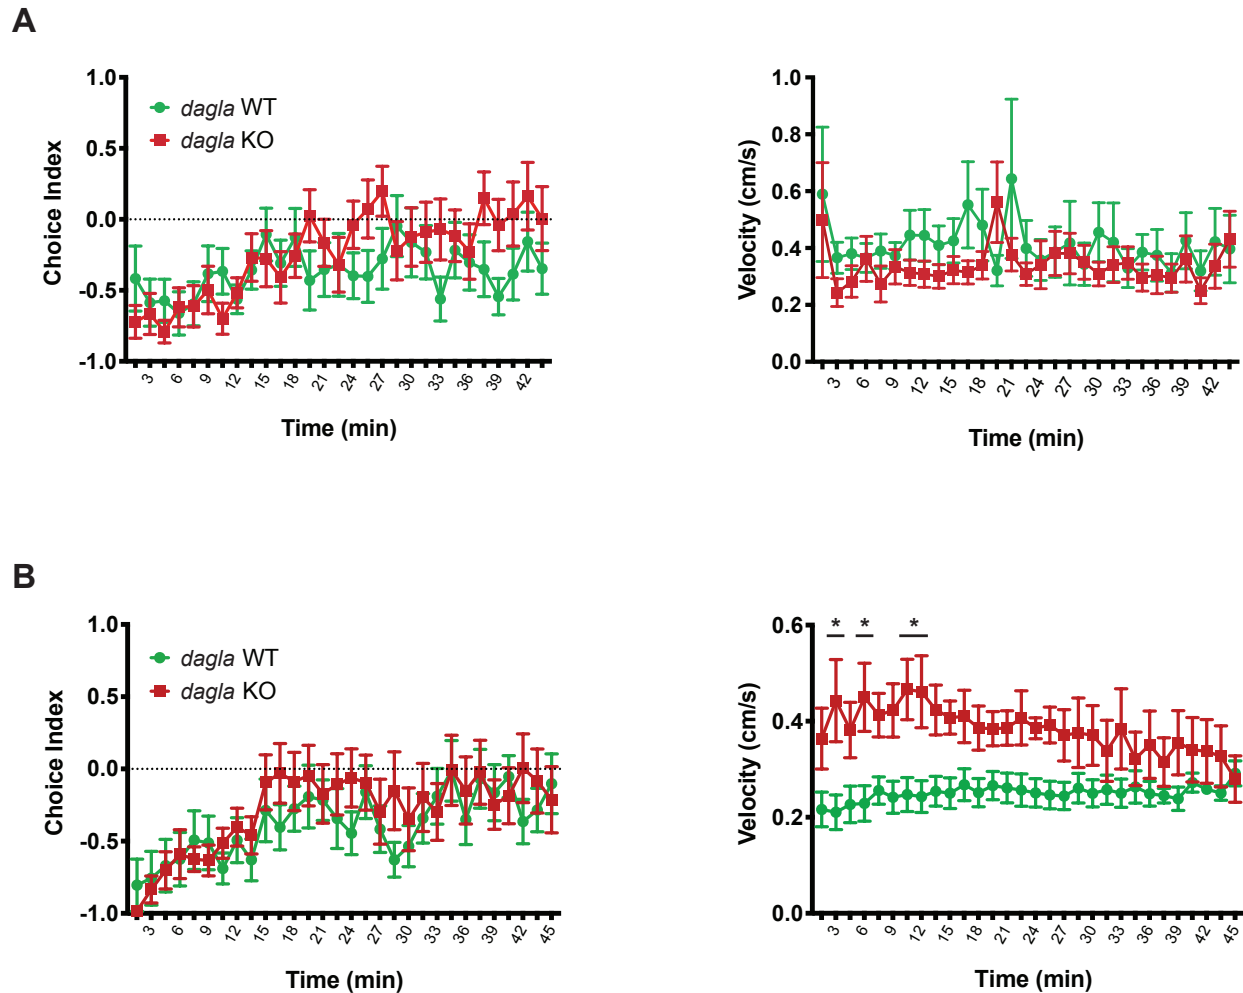 A
1.0
0.5
0.0
-0.5
-1.0
Choice Index
dagla WT
dagla KO
3 6 9 12 15 18 21 24 27 30 33 36 39 42
Time (min)
1.0
0.8
0.6
0.4
0.2
0.0
Velocity (cm/s)
3 6 9 12 15 18 21 24 27 30 33 36 39 42
Time (min)
B
1.0
0.5
0.0
-0.5
-1.0
Choice Index
dagla WT
dagla KO
3 6 9 12 15 18 21 24 27 30 33 36 39 42 45
Time (min)
0.6
0.4
0.2
0.0
Velocity (cm/s)
* * *
3 6 9 12 15 18 21 24 27 30 33 36 39 42 45
Time (min)